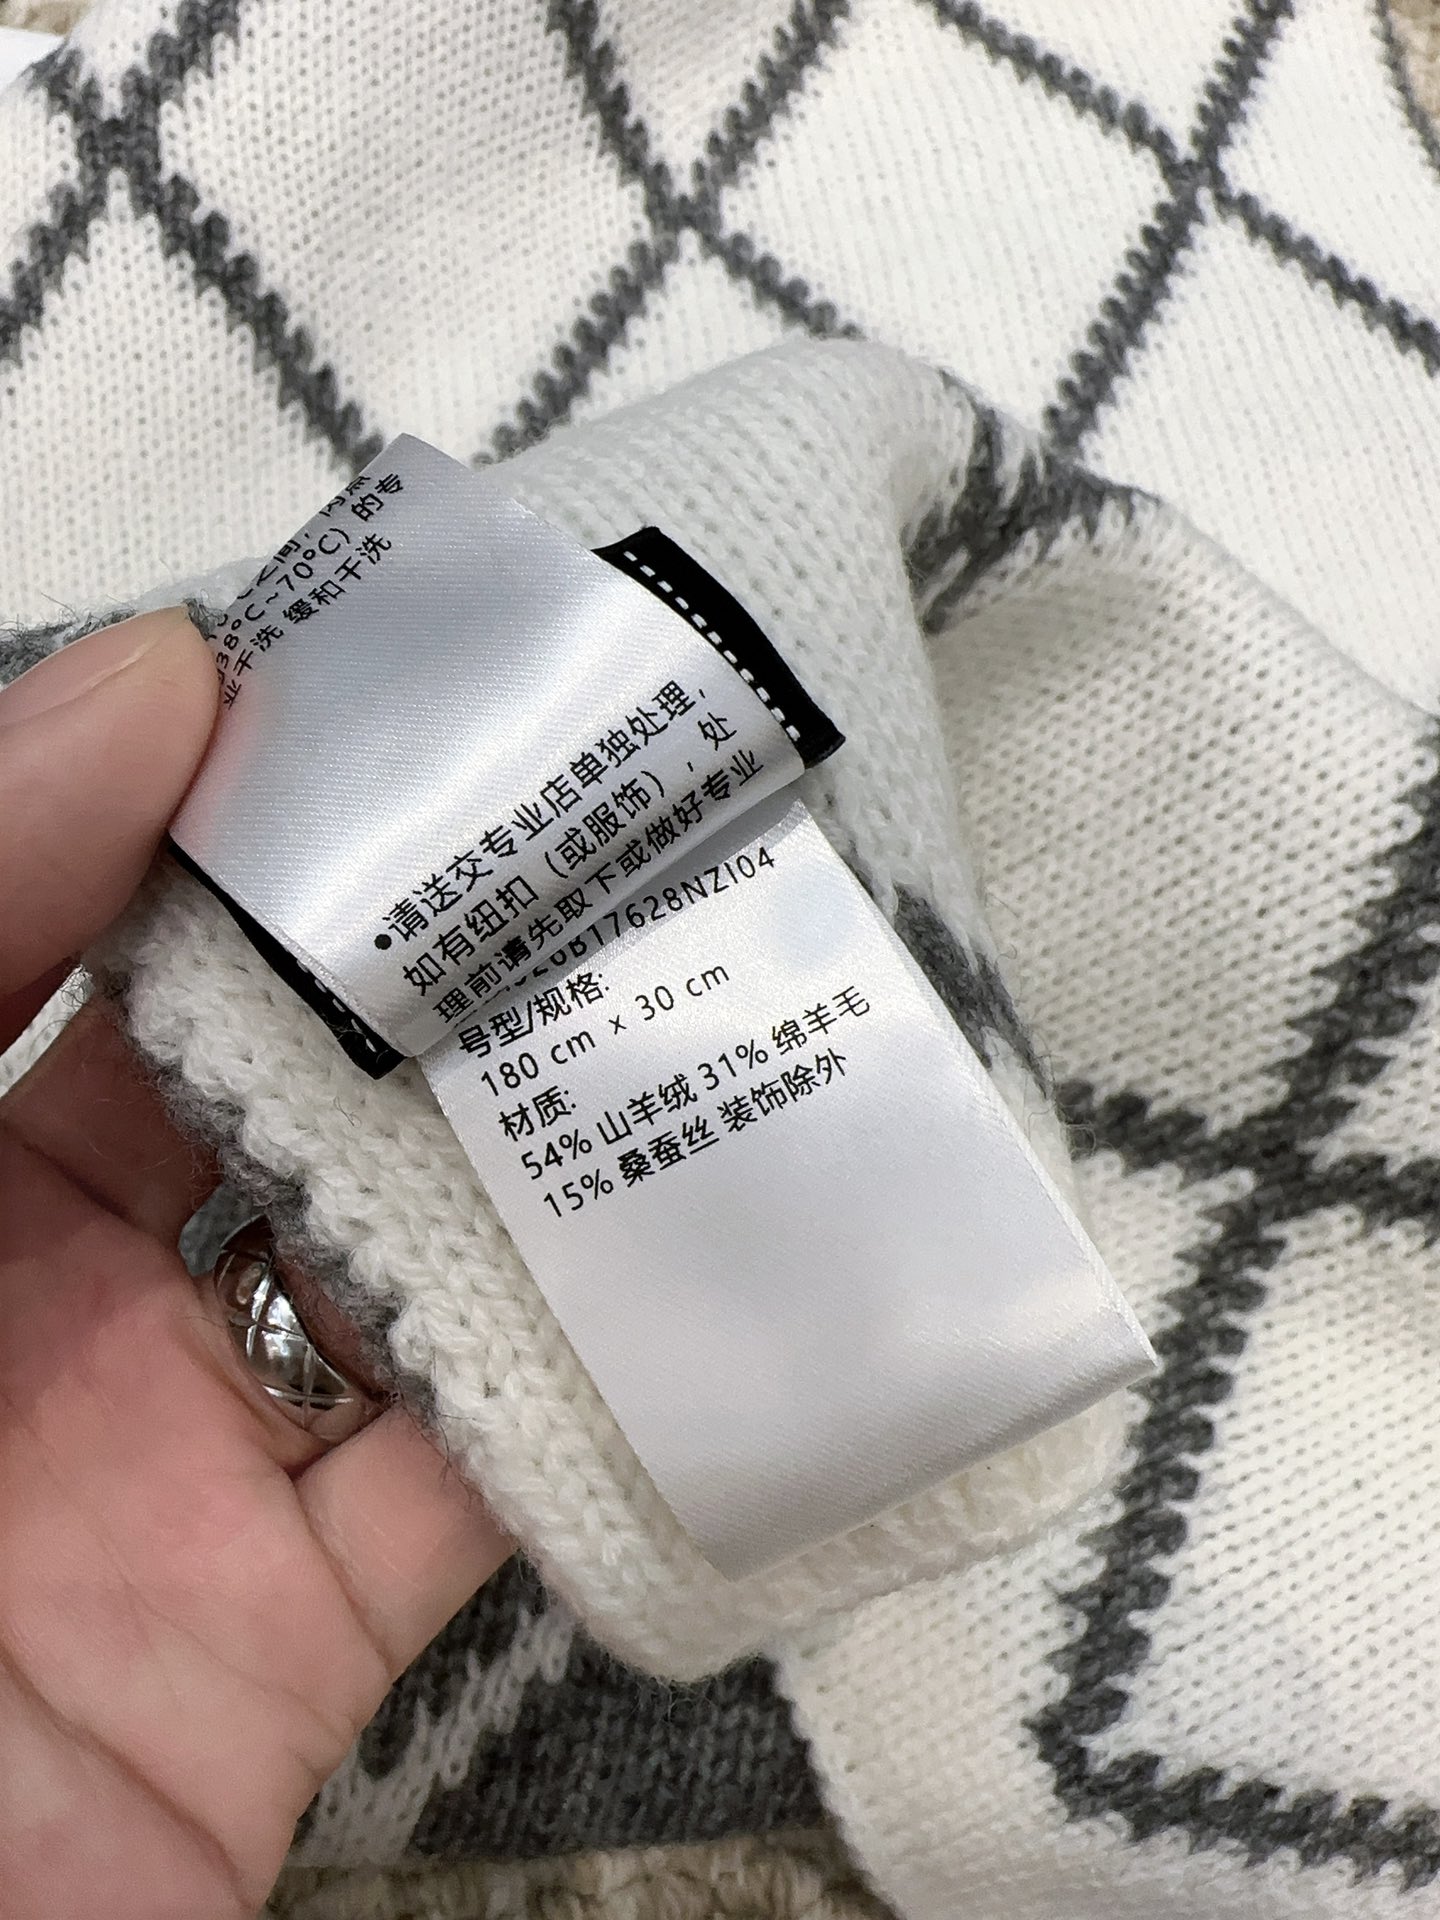 38°C~70°C）的专
业干洗 缓和干洗
•请送交专业店单独处理，
如有纽扣（或服饰），处
理前请先取下或做好专业
17628NZI04
号型/规格:
180 cm × 30 cm
材质:
54% 山羊绒 31% 绵羊毛
15% 桑蚕丝 装饰除外